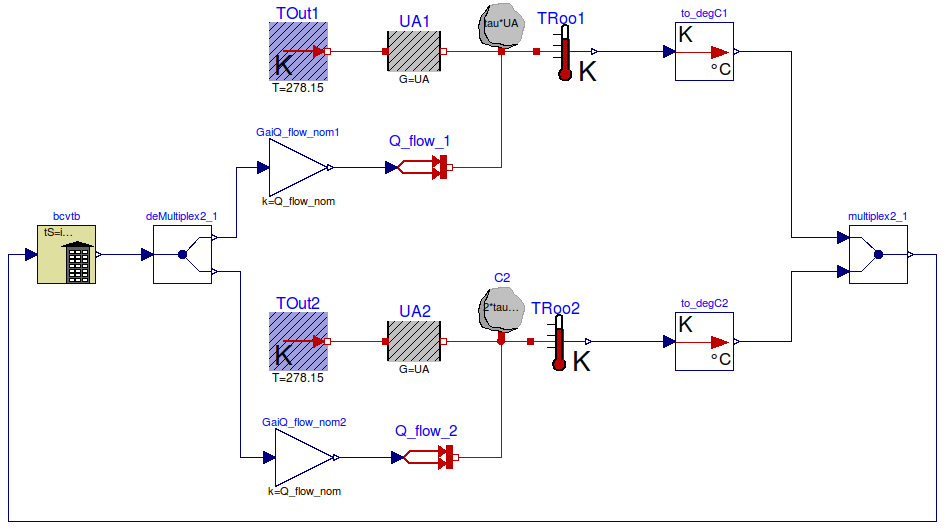 TOut1
K
T=278.15
UA1
G=UA
tau*UA
TRoo1
K
to_degC1
K
°C
GaiQ_flow_nom1
k=Q_flow_nom
Q_flow_1
bcvtb
tS=i...
deMultiplex2_1
multiplex2_1
TOut2
K
T=278.15
UA2
G=UA
C2
2*tau...
TRoo2
K
to_degC2
K
°C
GaiQ_flow_nom2
k=Q_flow_nom
Q_flow_2